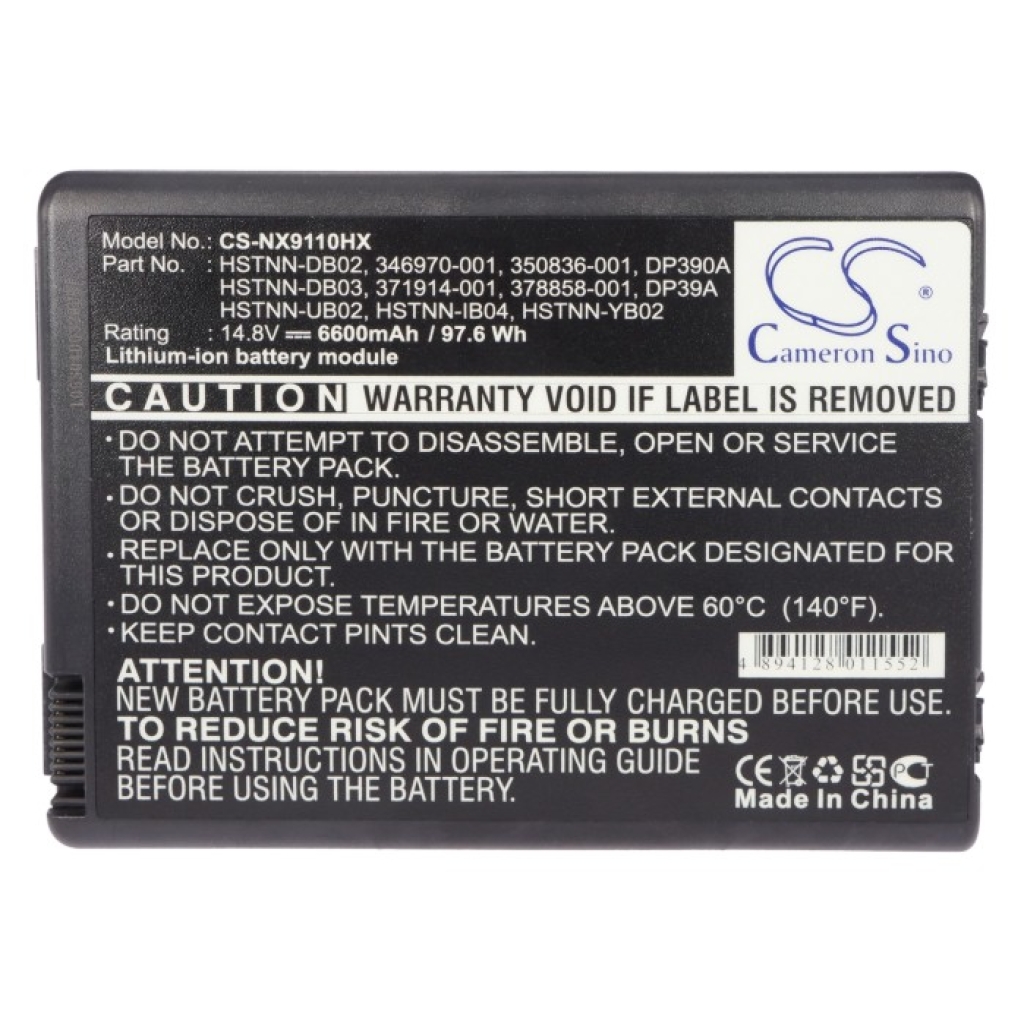 Model No.: CS-NX9110HX
Part No. : HSTNN-DB02, 346970-001, 350836-001, DP390A
HSTNN-DB03, 371914-001, 378858-001, DP39A
HSTNN-UB02, HSTNN-IB04, HSTNN-YB02
Rating : 14.8V 6600mAh / 97.6 Wh
Lithium-ion battery module
CS ®
Cameron Sino
CAUTION WARRANTY VOID IF LABEL IS REMOVED
· DO NOT ATTEMPT TO DISASSEMBLE, OPEN OR SERVICE
THE BATTERY PACK.
· DO NOT CRUSH, PUNCTURE, SHORT EXTERNAL CONTACTS
OR DISPOSE OF IN FIRE OR WATER.
· REPLACE ONLY WITH THE BATTERY PACK DESIGNATED FOR
THIS PRODUCT.
· DO NOT EXPOSE TEMPERATURES ABOVE 60°C (140°F).
· KEEP CONTACT PINTS CLEAN.
4 894128 011552
ATTENTION!
NEW BATTERY PACK MUST BE FULLY CHARGED BEFORE USE.
TO REDUCE RISK OF FIRE OR BURNS
READ INSTRUCTIONS IN OPERATING GUIDE
BEFORE USING THE BATTERY PACK.
CE
Made In China